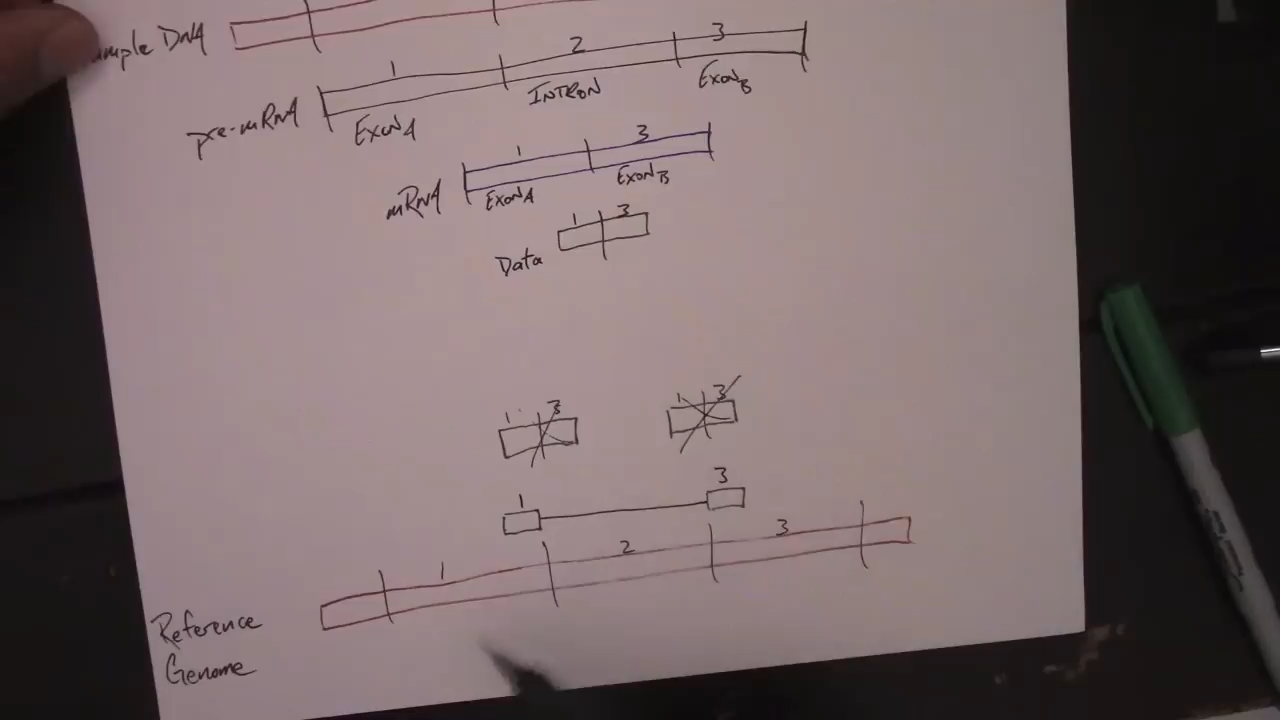 ample DNA
1 2 3
pre-mRNA
Exon A INTRON Exon B
1 3
mRNA Exon A Exon B
1 3
Data
1 3 1 3
1 3
1 2 3
Reference
Genome